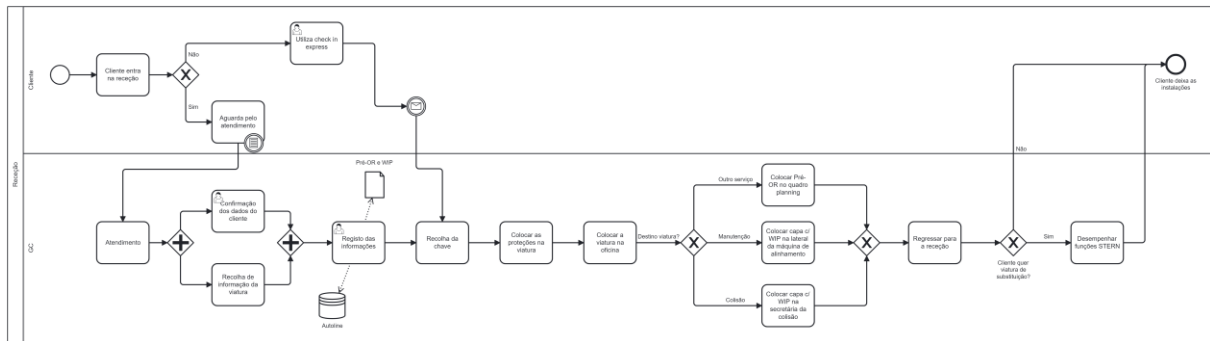 Receção
Cliente
GC
Cliente entra
na receção
Não
Sim
Utiliza check in
express
Aguarda pelo
atendimento
Cliente deixa as
instalações
Atendimento
Confirmação
dos dados do
cliente
Recolha de
informação da
viatura
Pré-OR e WIP
Registo das
informações
Autoline
Recolha da
chave
Colocar as
proteções na
viatura
Colocar a
viatura na
oficina
Destino viatura?
Outro serviço
Manutenção
Colisão
Colocar Pré-
OR no quadro
planning
Colocar capa c/
WIP na lateral
da máquina de
alinhamento
Colocar capa c/
WIP na
secretária da
colisão
Regressar para
a receção
Não
Cliente quer
viatura de
substituição?
Sim
Desempenhar
funções STERN